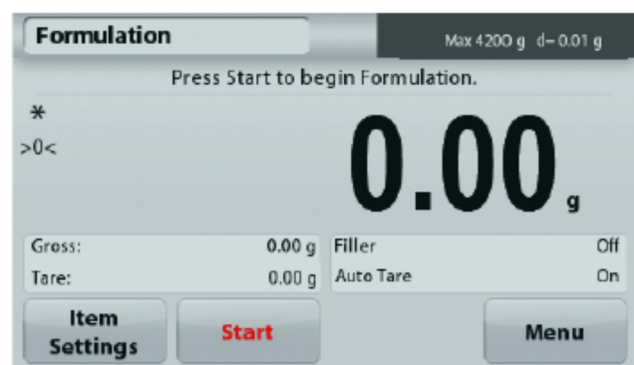 Formulation
Max 4200 g d=0.01 g
Press Start to begin Formulation.
*
>0<
0.00 g
Gross: 0.00 g Filler Off
Tare: 0.00 g Auto Tare On
Item Settings
Start
Menu